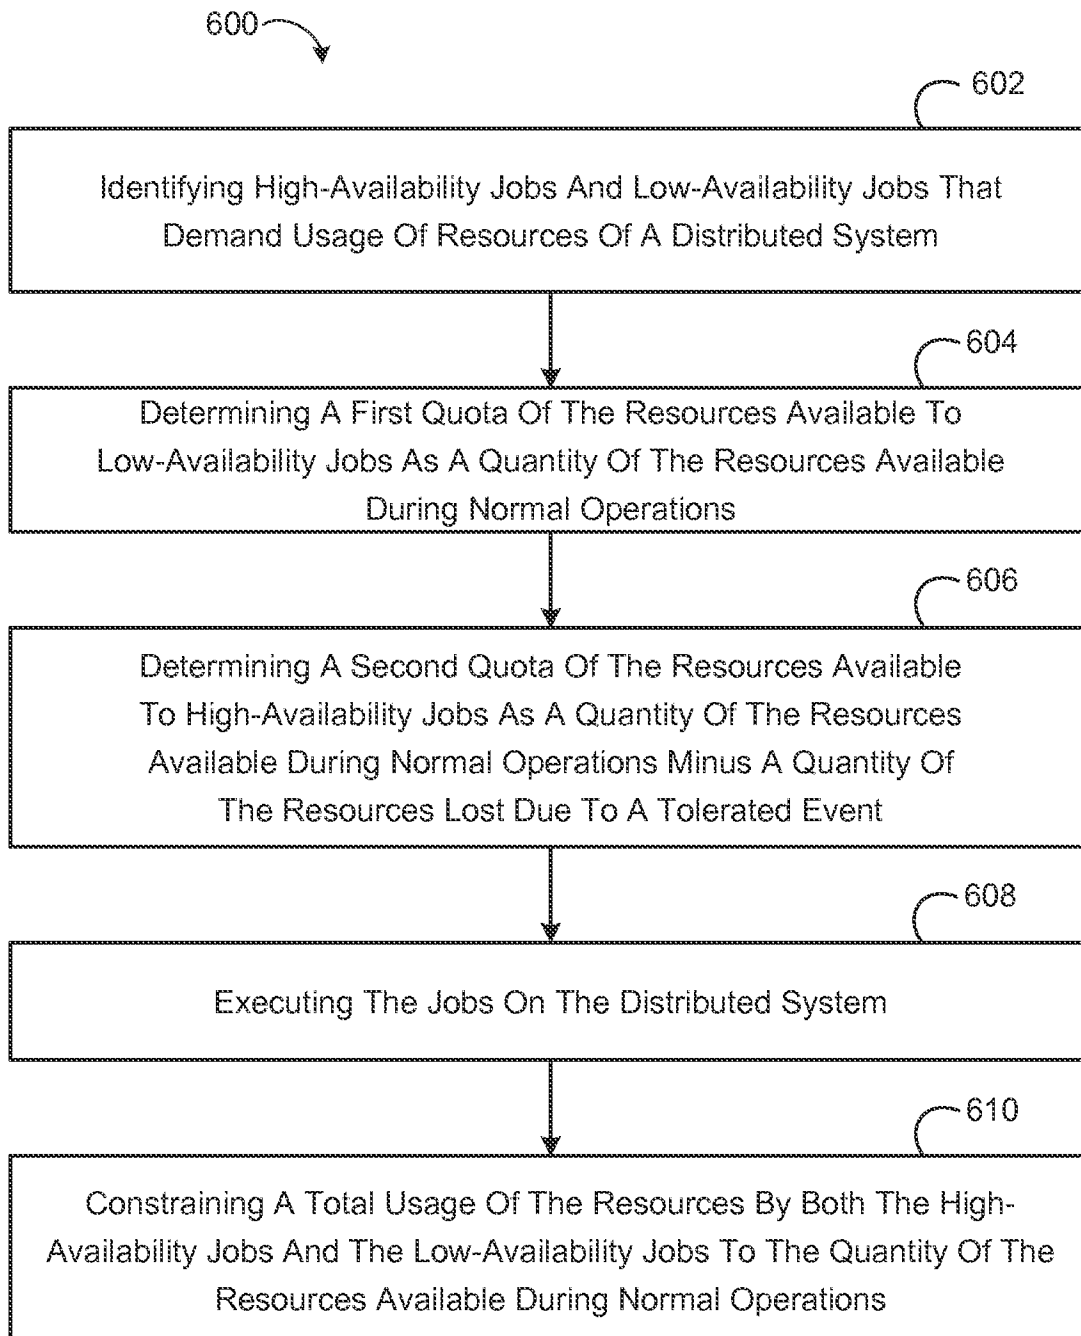 600
602
Identifying High-Availability Jobs And Low-Availability Jobs That
Demand Usage Of Resources Of A Distributed System
604
Determining A First Quota Of The Resources Available To
Low-Availability Jobs As A Quantity Of The Resources Available
During Normal Operations
606
Determining A Second Quota Of The Resources Available
To High-Availability Jobs As A Quantity Of The Resources
Available During Normal Operations Minus A Quantity Of
The Resources Lost Due To A Tolerated Event
608
Executing The Jobs On The Distributed System
610
Constraining A Total Usage Of The Resources By Both The High-
Availability Jobs And The Low-Availability Jobs To The Quantity Of The
Resources Available During Normal Operations